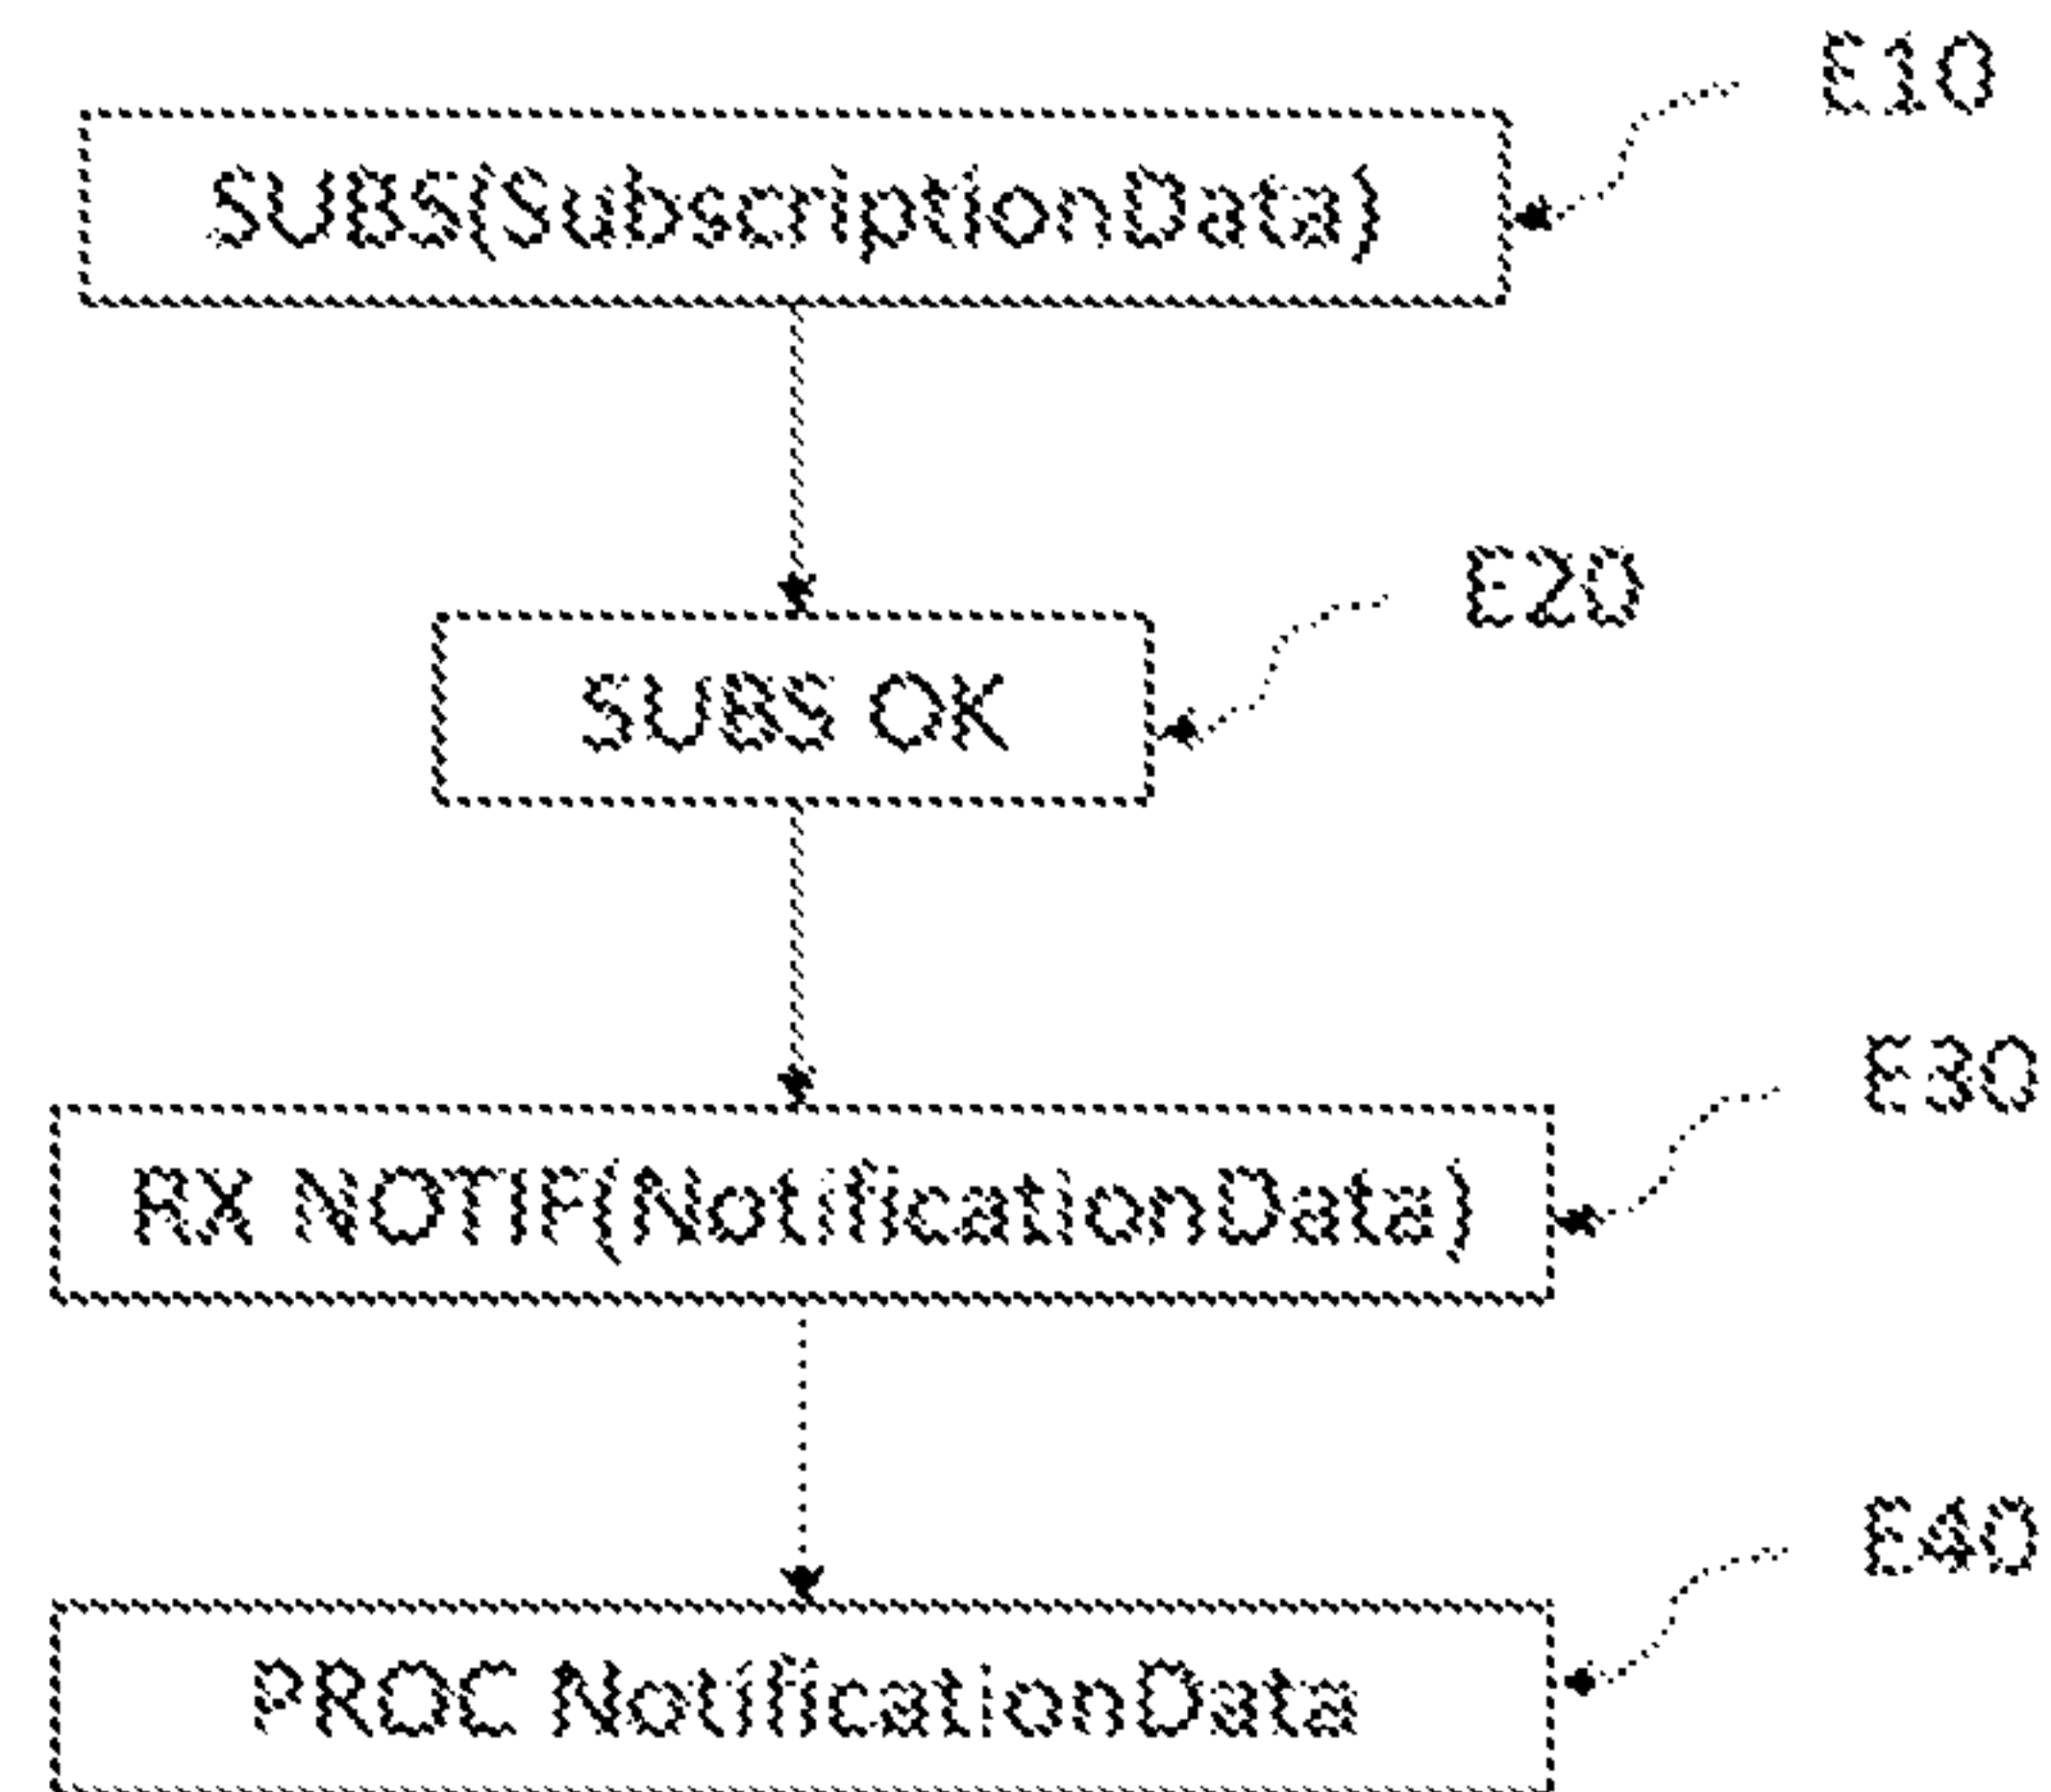 E10
SUBS(SubscriptionData)
E20
SUBS OK
E30
RX NOTIF(NotificationData)
E40
PROC NotificationData